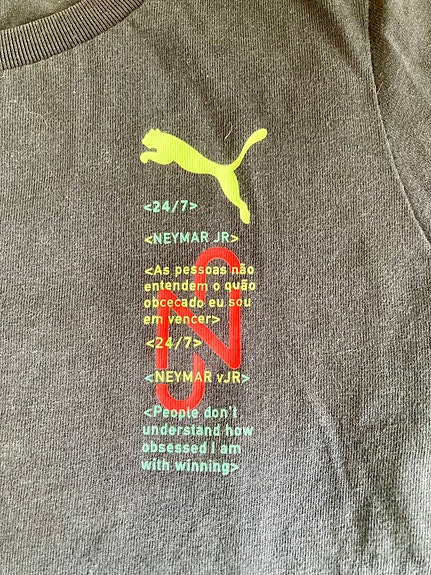 <24/7>
<NEYMAR JR>
<As pessoas não
entendem o quão
obcecado eu sou
em vencer>
<24/7>
<NEYMAR vJR>
<People don't
understand how
obsessed I am
with winning>